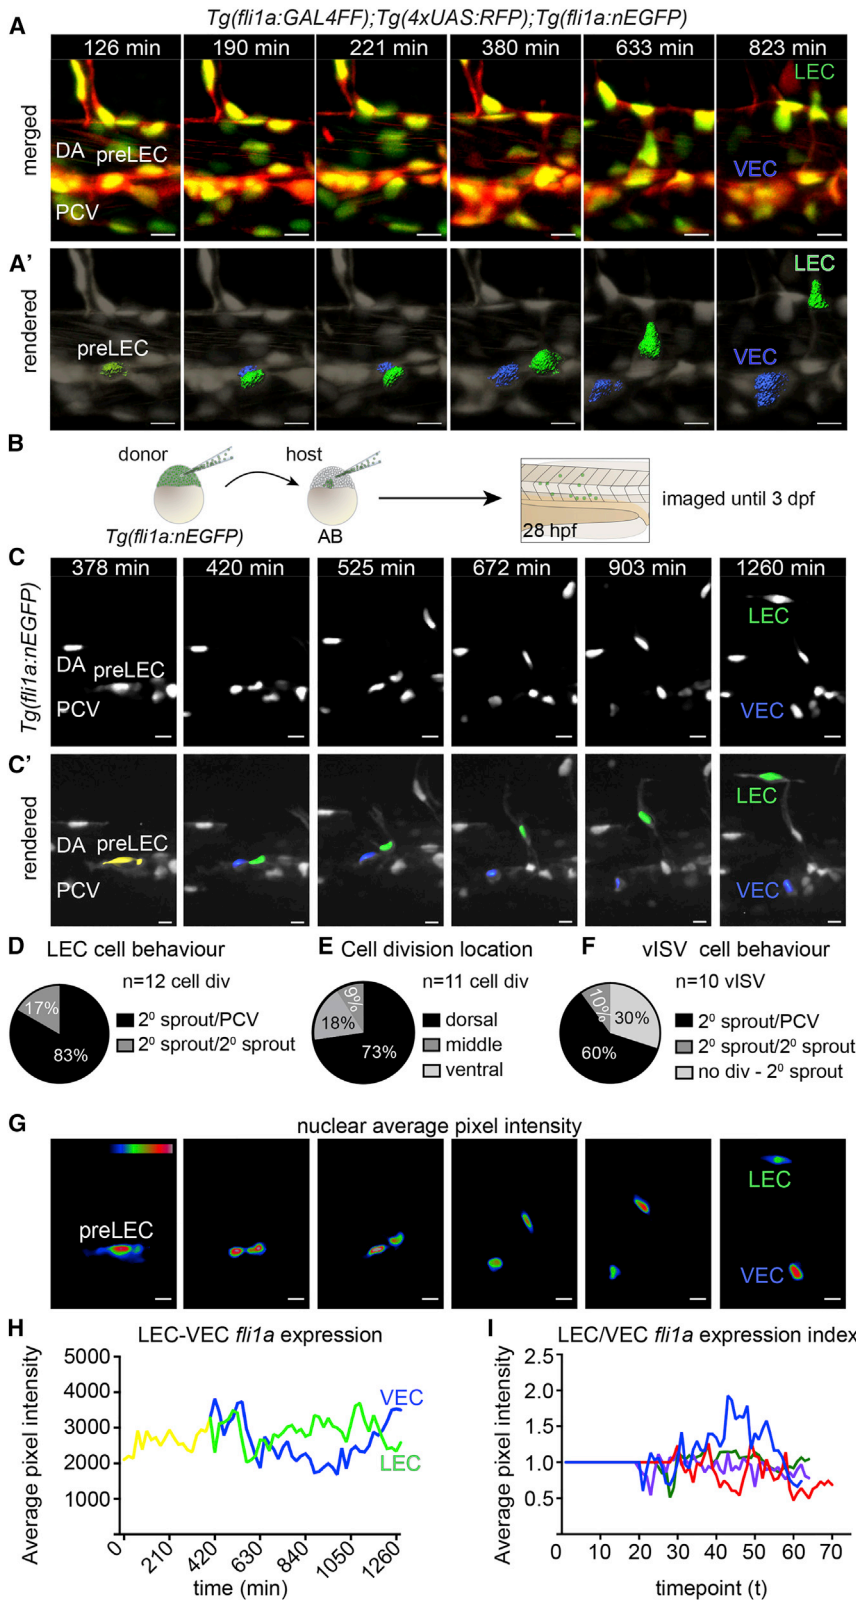 Tg(fli1a:GAL4FF);Tg(4xUAS:RFP);Tg(fli1a:nEGFP)
A
126 min 190 min 221 min 380 min 633 min 823 min
merged
DA preLEC
PCV
LEC
VEC
A'
rendered
preLEC
LEC
VEC
B
donor host
Tg(fli1a:nEGFP) AB
28 hpf
imaged until 3 dpf
C
378 min 420 min 525 min 672 min 903 min 1260 min
Tg(fli1a:nEGFP)
DA preLEC
PCV
LEC
VEC
C'
rendered
DA preLEC
PCV
LEC
VEC
D LEC cell behaviour
n=12 cell div
17%
83%
2⁰ sprout/PCV
2⁰ sprout/2⁰ sprout
E Cell division location
n=11 cell div
9%
18%
73%
dorsal
middle
ventral
F vISV cell behaviour
n=10 vISV
10%
30%
60%
2⁰ sprout/PCV
2⁰ sprout/2⁰ sprout
no div - 2⁰ sprout
G
nuclear average pixel intensity
preLEC
LEC
VEC
H LEC-VEC fli1a expression
Average pixel intensity
5000
4000
3000
2000
1000
VEC
LEC
0 210 420 630 840 1050 1260
time (min)
I LEC/VEC fli1a expression index
Average pixel intensity
2.5
2.0
1.5
1.0
0.5
0 10 20 30 40 50 60 70
timepoint (t)